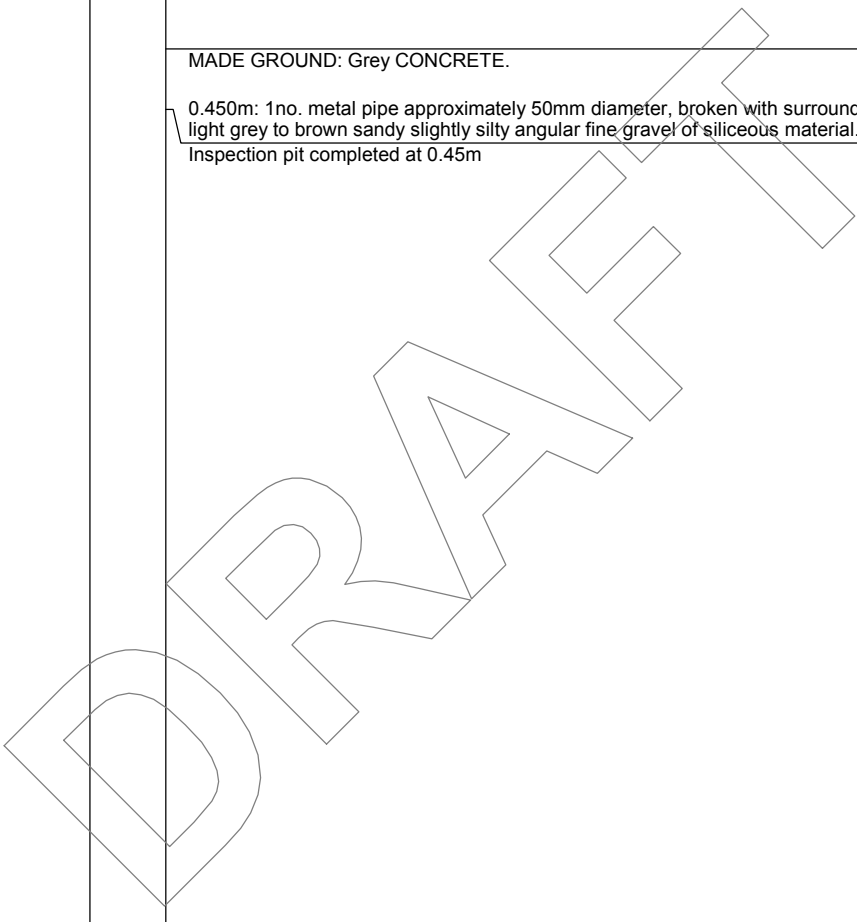 MADE GROUND: Grey CONCRETE.
0.450m: 1no. metal pipe approximately 50mm diameter, broken with
light grey to brown sandy slightly silty angular fine gravel of siliceous material.
Inspection pit completed at 0.45m
DRAFT